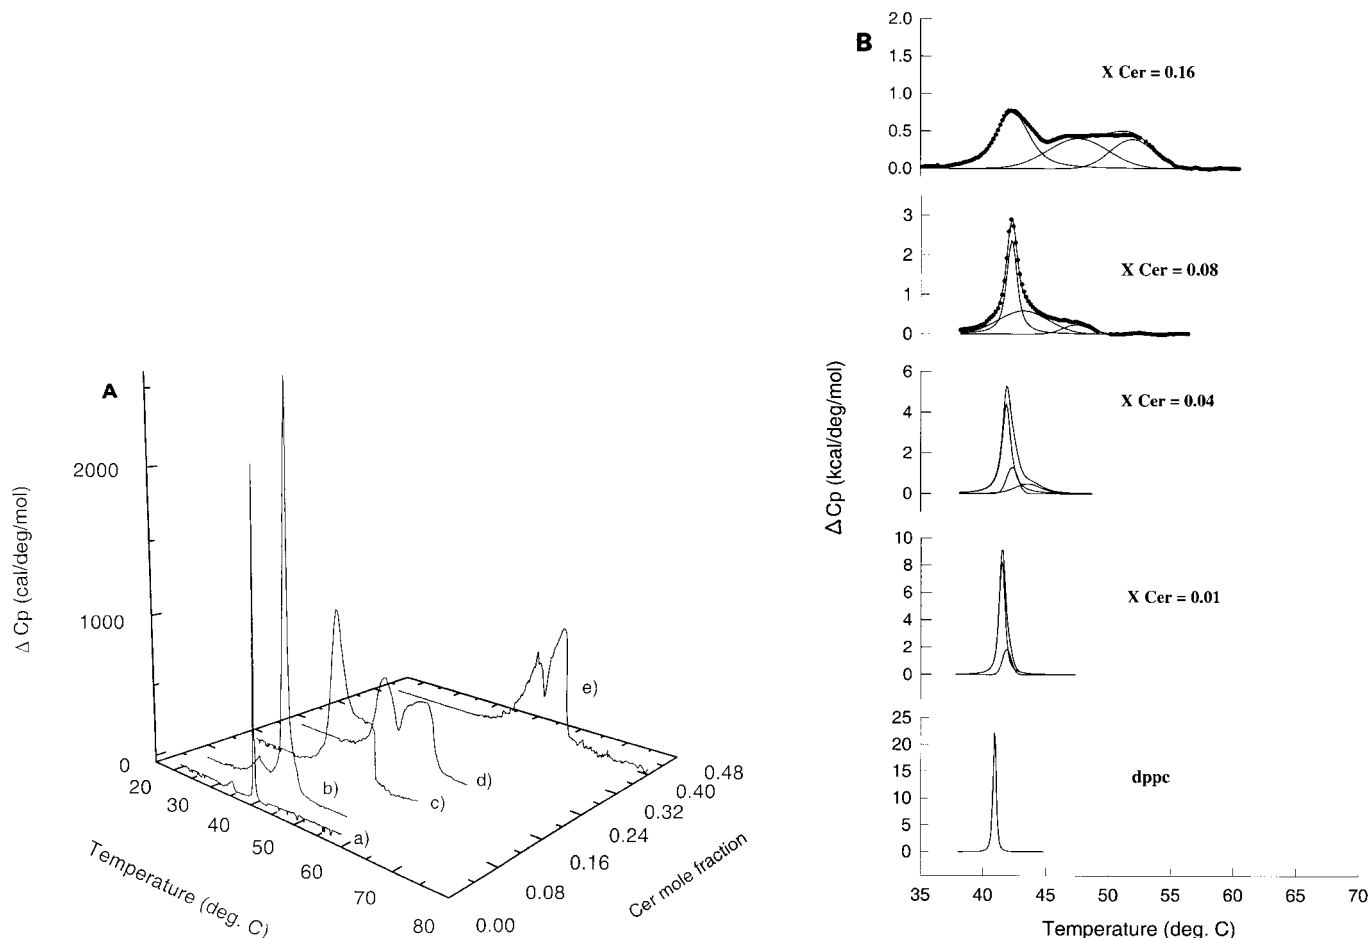 A
Δ Cp (cal/deg/mol)
2000
1000
0
20
30
40
50
60
70
80
Temperature (deg. C)
0.00
0.08
0.16
0.24
0.32
0.40
0.48
Cer mole fraction
a)
b)
c)
d)
e)
B
Δ Cp (kcal/deg/mol)
2.0
1.5
1.0
0.5
0.0
X Cer = 0.16
3
2
1
0
X Cer = 0.08
6
4
2
0
X Cer = 0.04
10
8
6
4
2
0
X Cer = 0.01
25
20
15
10
5
0
dppc
35 40 45 50 55 60 65 70
Temperature (deg. C)